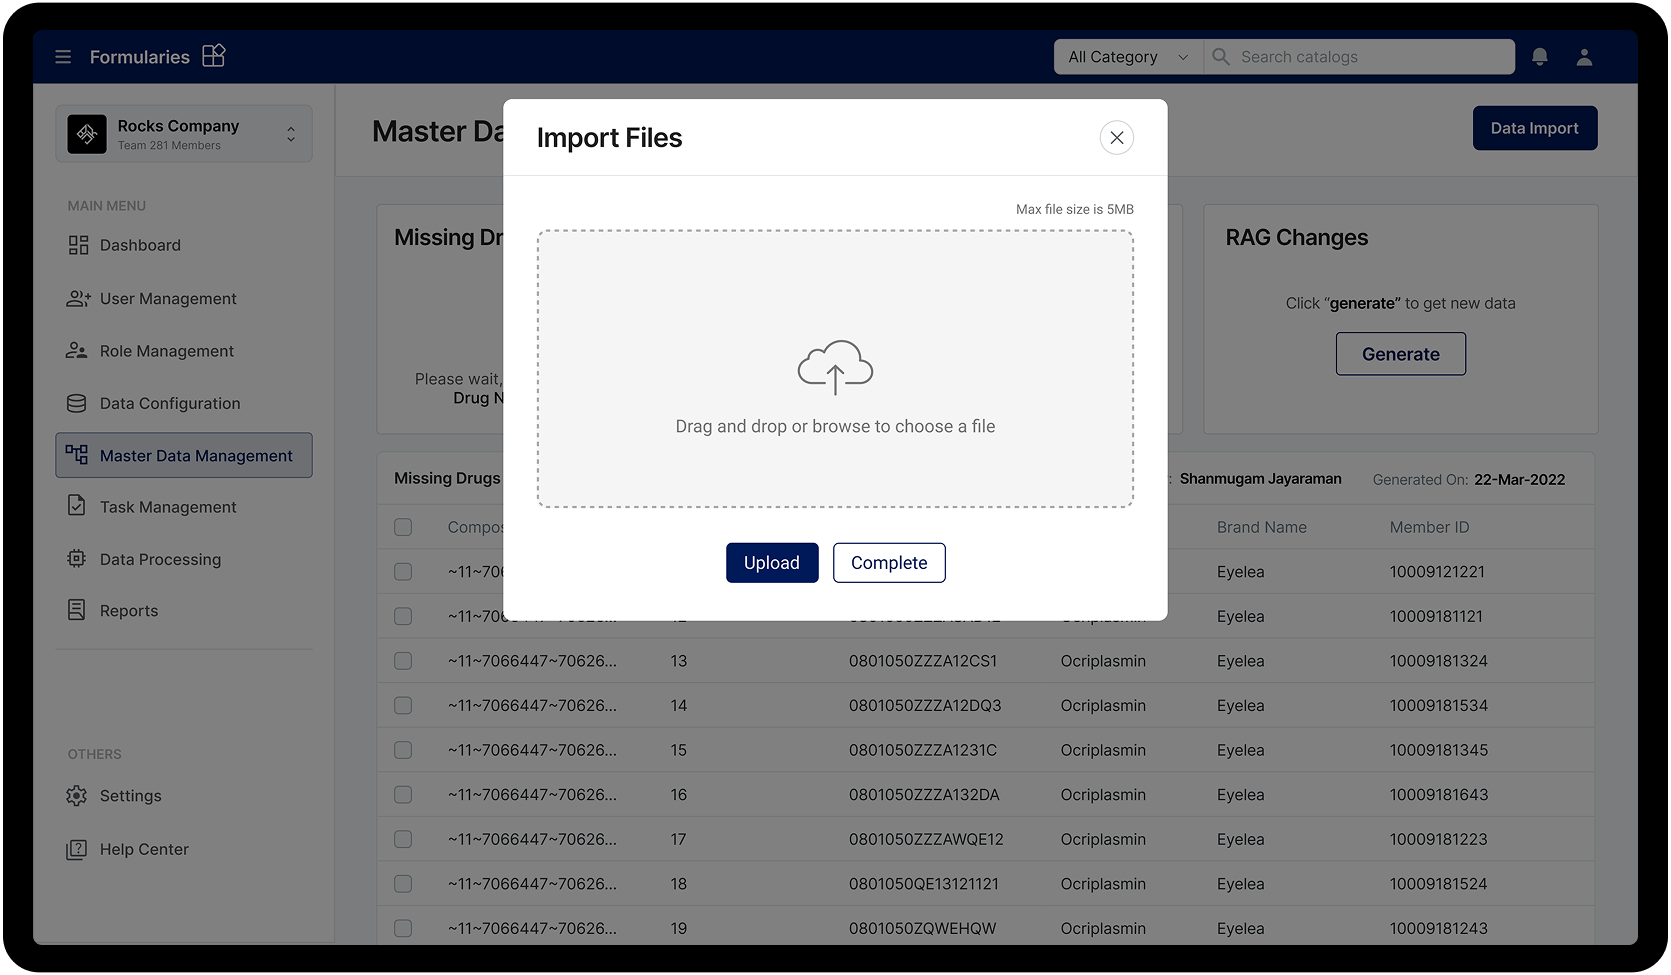 Formularies
All Category
Search catalogs
Rocks Company
Team 281 Members
MAIN MENU
Dashboard
User Management
Role Management
Data Configuration
Master Data Management
Task Management
Data Processing
Reports
OTHERS
Settings
Help Center
Master Da
Data Import
Import Files
Max file size is 5MB
Drag and drop or browse to choose a file
Upload
Complete
Missing Dr
Please wait,
Drug N
RAG Changes
Click “generate” to get new data
Generate
Missing Drugs
: Shanmugam Jayaraman
Generated On: 22-Mar-2022
Compos Brand Name Member ID
~11~706 Eyelea 10009121221
Eyelea 10009181121
~11~7066447~70626... 13 0801050ZZZA12CS1 Ocriplasmin Eyelea 10009181324
~11~7066447~70626... 14 0801050ZZZA12DQ3 Ocriplasmin Eyelea 10009181534
~11~7066447~70626... 15 0801050ZZZA1231C Ocriplasmin Eyelea 10009181345
~11~7066447~70626... 16 0801050ZZZA132DA Ocriplasmin Eyelea 10009181643
~11~7066447~70626... 17 0801050ZZZAWQE12 Ocriplasmin Eyelea 10009181223
~11~7066447~70626... 18 0801050QE13121121 Ocriplasmin Eyelea 10009181524
~11~7066447~70626... 19 0801050ZQWEHQW Ocriplasmin Eyelea 10009181243